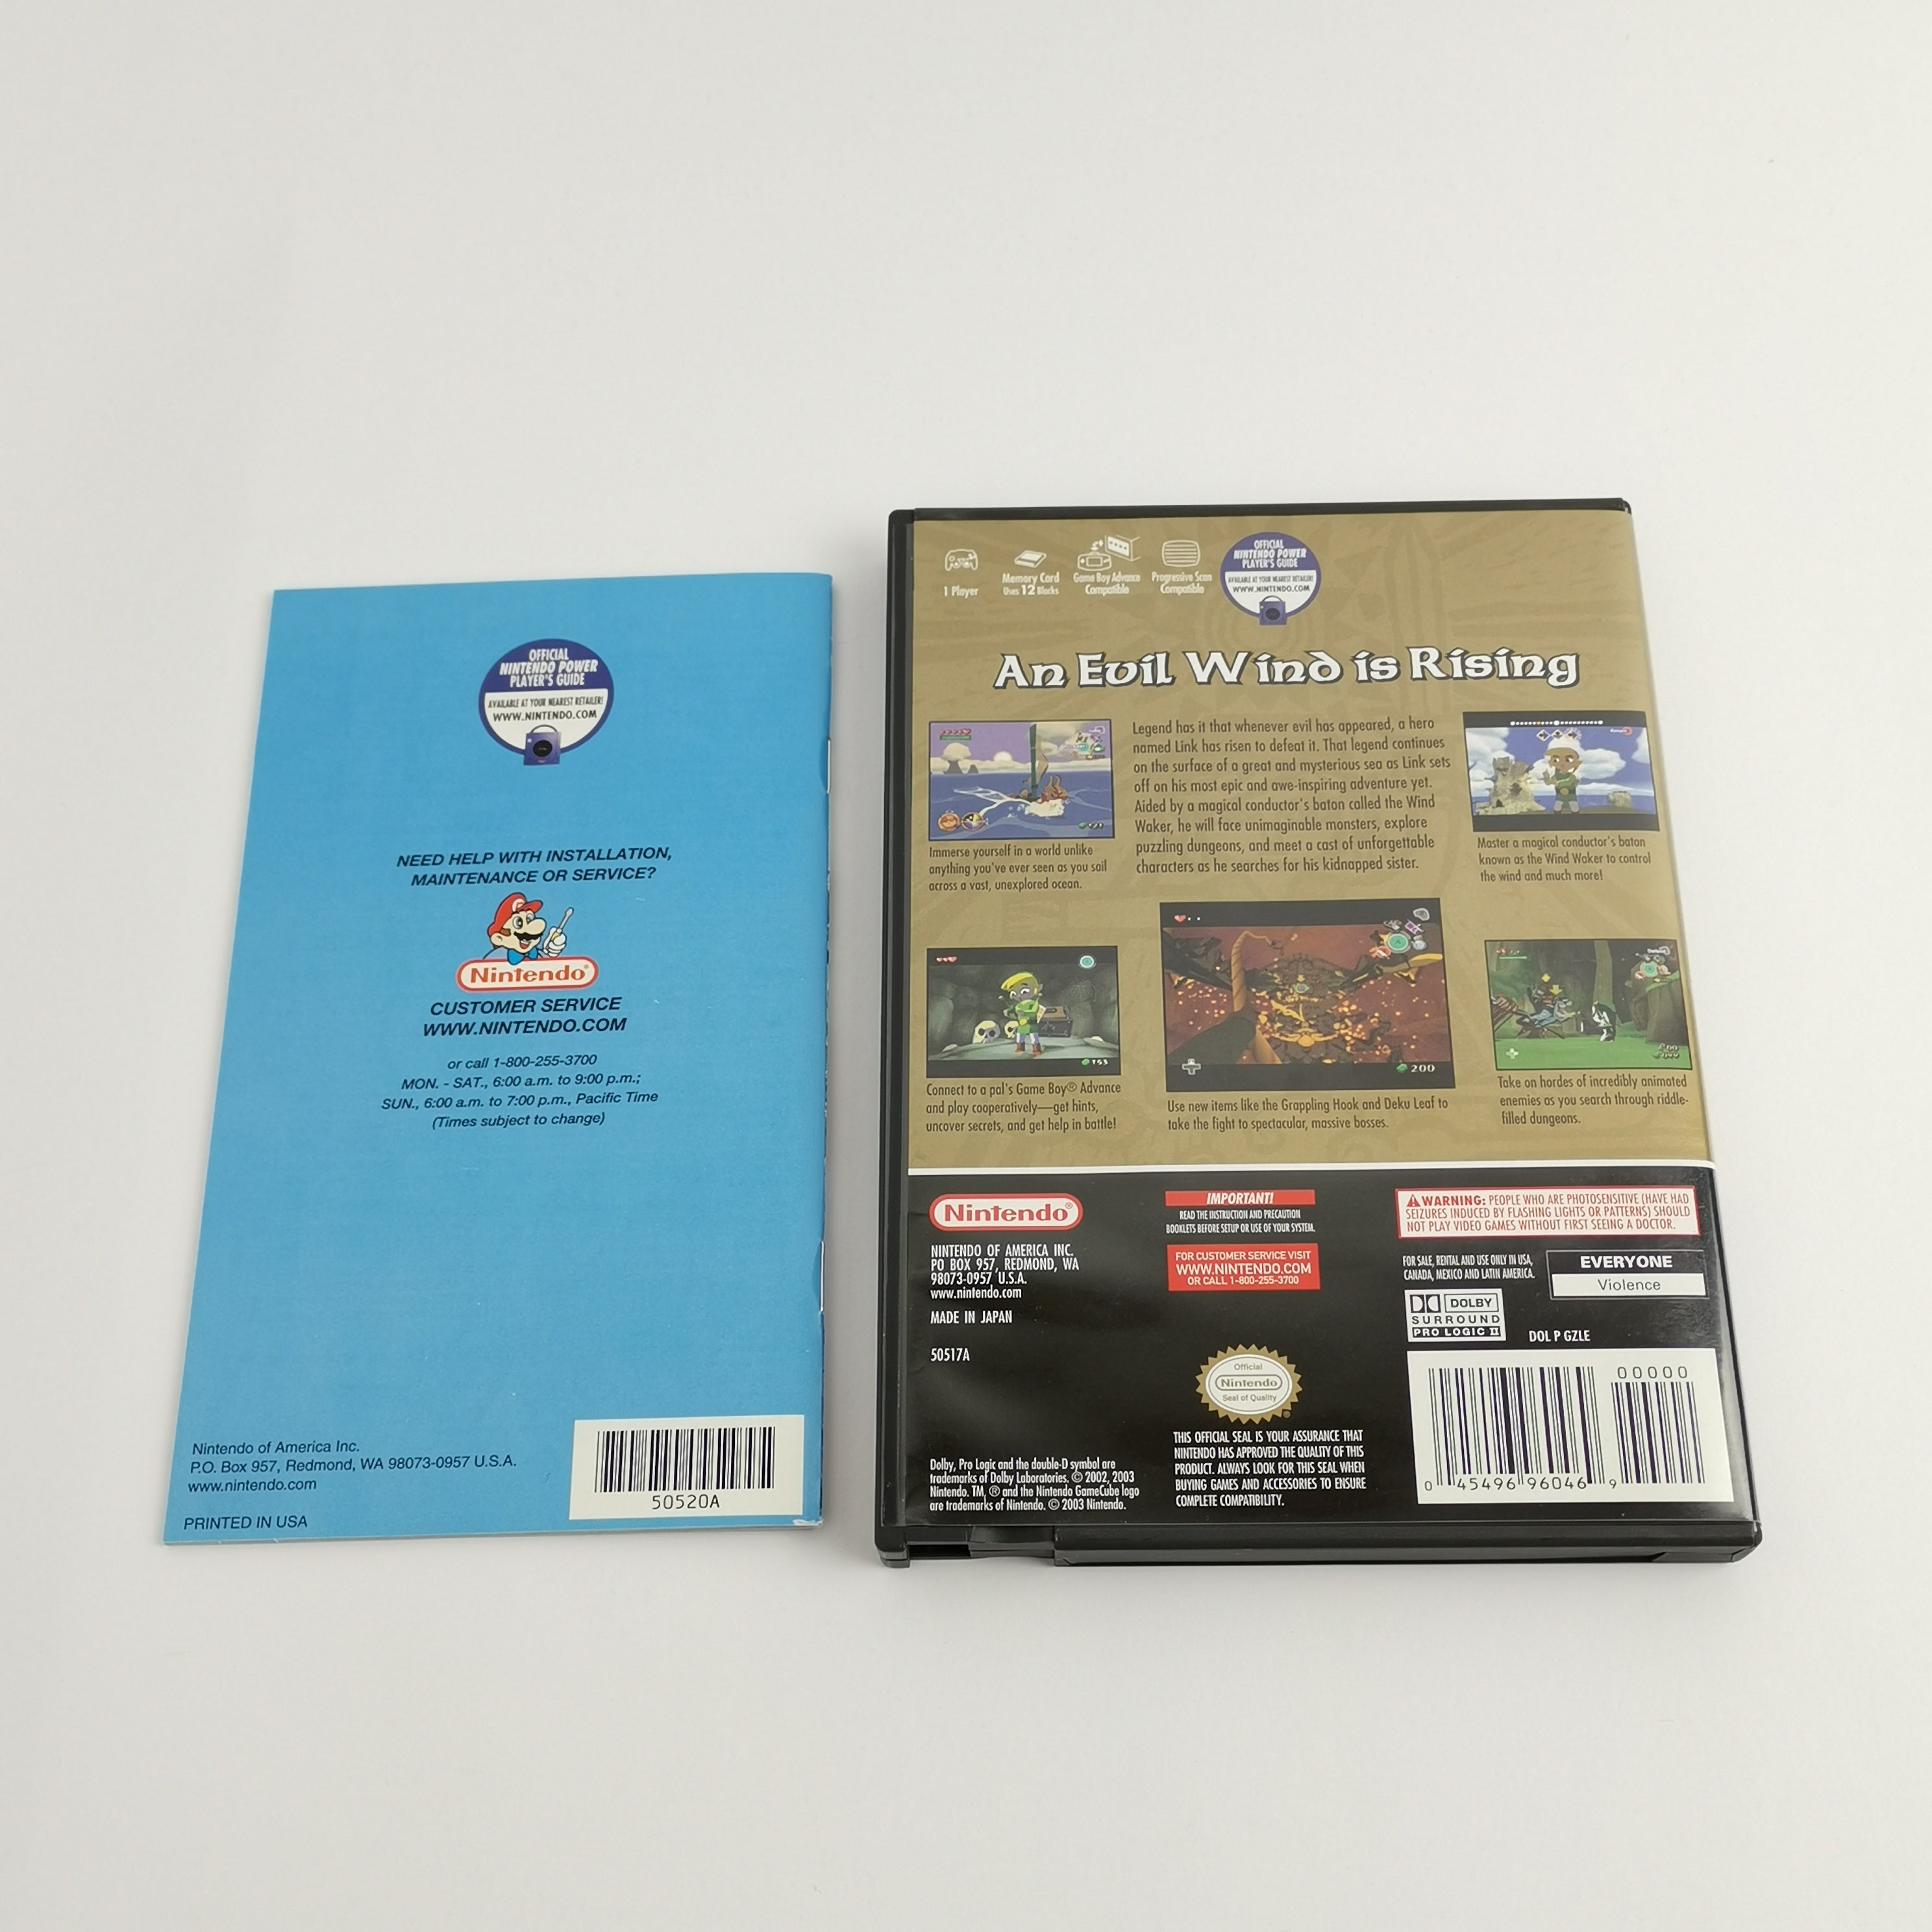 OFFICIAL
NINTENDO POWER
PLAYER'S GUIDE
AVAILABLE AT YOUR NEAREST RETAILER!
WWW.NINTENDO.COM
NEED HELP WITH INSTALLATION,
MAINTENANCE OR SERVICE?
Nintendo®
CUSTOMER SERVICE
WWW.NINTENDO.COM
or call 1-800-255-3700
MON. - SAT., 6:00 a.m. to 9:00 p.m.;
SUN., 6:00 a.m. to 7:00 p.m., Pacific Time
(Times subject to change)
Nintendo of America Inc.
P.O. Box 957, Redmond, WA 98073-0957 U.S.A.
www.nintendo.com
PRINTED IN USA
50520A
1 Player
Memory Card
Uses 12 Blocks
Game Boy Advance
Compatible
Progressive Scan
Compatible
OFFICIAL
NINTENDO POWER
PLAYER'S GUIDE
AVAILABLE AT YOUR NEAREST RETAILER!
WWW.NINTENDO.COM
An Evil Wind is Rising
Immerse yourself in a world unlike
anything you've ever seen as you sail
across a vast, unexplored ocean.
Legend has it that whenever evil has appeared, a hero
named Link has risen to defeat it. That legend continues
on the surface of a great and mysterious sea as Link sets
off on his most epic and awe-inspiring adventure yet.
Aided by a magical conductor's baton called the Wind
Waker, he will face unimaginable monsters, explore
puzzling dungeons, and meet a cast of unforgettable
characters as he searches for his kidnapped sister.
Master a magical conductor's baton
known as the Wind Waker to control
the wind and much more!
153
Connect to a pal's Game Boy® Advance
and play cooperatively—get hints,
uncover secrets, and get help in battle!
200
Use new items like the Grappling Hook and Deku Leaf to
take the fight to spectacular, massive bosses.
Take on hordes of incredibly animated
enemies as you search through riddle-
filled dungeons.
Nintendo®
NINTENDO OF AMERICA INC.
PO BOX 957, REDMOND, WA
98073-0957 U.S.A.
www.nintendo.com
MADE IN JAPAN
50517A
Dolby, Pro Logic and the double-D symbol are
trademarks of Dolby Laboratories. © 2002, 2003
Nintendo. TM, ® and the Nintendo GameCube logo
are trademarks of Nintendo. © 2003 Nintendo.
IMPORTANT!
READ THE INSTRUCTION AND PRECAUTION
BOOKLETS BEFORE SETUP OR USE OF YOUR SYSTEM.
FOR CUSTOMER SERVICE VISIT
WWW.NINTENDO.COM
OR CALL 1-800-255-3700
Official
Nintendo
Seal of Quality
THIS OFFICIAL SEAL IS YOUR ASSURANCE THAT
NINTENDO HAS APPROVED THE QUALITY OF THIS
PRODUCT. ALWAYS LOOK FOR THIS SEAL WHEN
BUYING GAMES AND ACCESSORIES TO ENSURE
COMPLETE COMPATIBILITY.
WARNING: PEOPLE WHO ARE PHOTOSENSITIVE (HAVE HAD
SEIZURES INDUCED BY FLASHING LIGHTS OR PATTERNS) SHOULD
NOT PLAY VIDEO GAMES WITHOUT FIRST SEEING A DOCTOR.
FOR SALE, RENTAL AND USE ONLY IN USA,
CANADA, MEXICO AND LATIN AMERICA.
EVERYONE
Violence
DOLBY
SURROUND
PRO LOGIC II
DOL P GZLE
00000
0 45496 96046 9